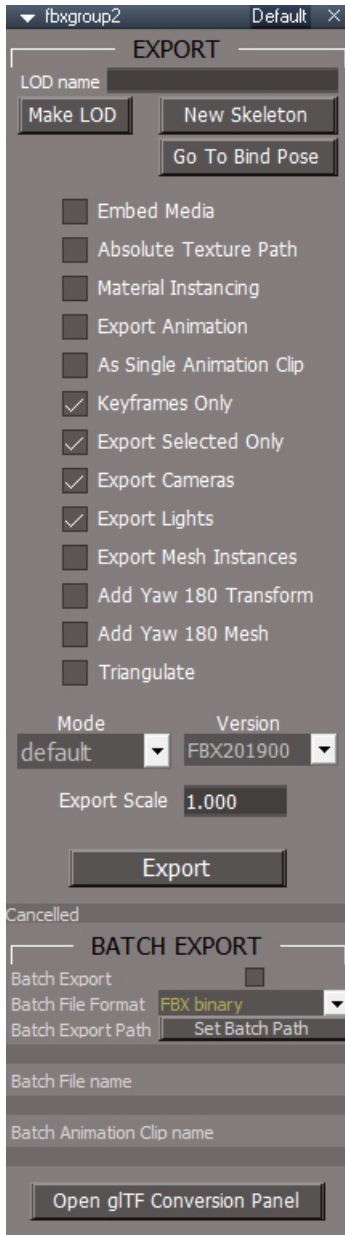 fbxgroup2 Default
EXPORT
LOD name
Make LOD New Skeleton
Go To Bind Pose
Embed Media
Absolute Texture Path
Material Instancing
Export Animation
As Single Animation Clip
Keyframes Only
Export Selected Only
Export Cameras
Export Lights
Export Mesh Instances
Add Yaw 180 Transform
Add Yaw 180 Mesh
Triangulate
Mode Version
default FBX201900
Export Scale 1.000
Export
Cancelled
BATCH EXPORT
Batch Export
Batch File Format FBX binary
Batch Export Path Set Batch Path
Batch File name
Batch Animation Clip name
Open glTF Conversion Panel